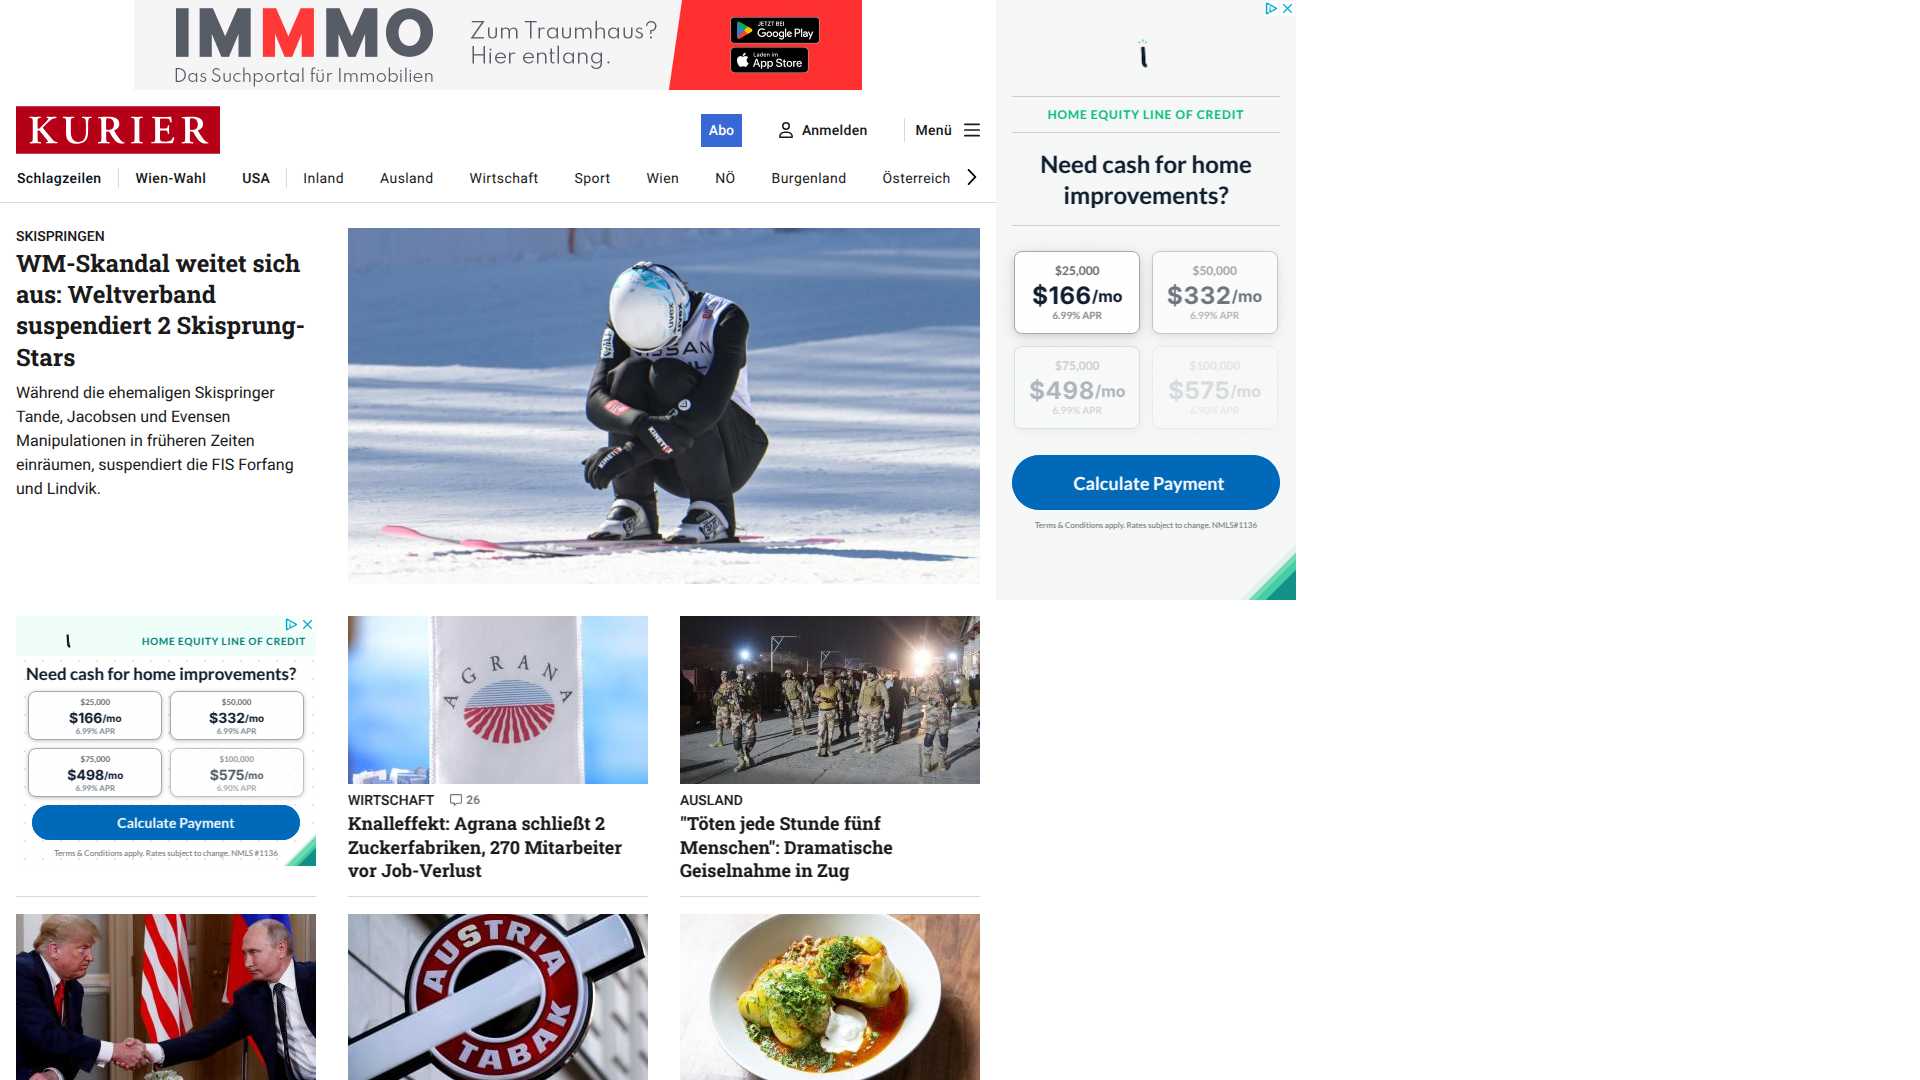 IMMMO
Das Suchportal für Immobilien
Zum Traumhaus?
Hier entlang.
JETZT BEI
Google Play
Laden im
App Store
KURIER
Abo
Anmelden
Menü
Schlagzeilen
Wien-Wahl
USA
Inland
Ausland
Wirtschaft
Sport
Wien
NÖ
Burgenland
Österreich
SKISPRINGEN
WM-Skandal weitet sich
aus: Weltverband
suspendiert 2 Skisprung-
Stars
Während die ehemaligen Skispringer
Tande, Jacobsen und Evensen
Manipulationen in früheren Zeiten
einräumen, suspendiert die FIS Forfang
und Lindvik.
uvex
NISSAN
KINETIXX
HOME EQUITY LINE OF CREDIT
Need cash for home
improvements?
$25,000
$166/mo
6.99% APR
$50,000
$332/mo
6.99% APR
$75,000
$498/mo
6.99% APR
$100,000
$575/mo
6.90% APR
Calculate Payment
Terms & Conditions apply. Rates subject to change. NMLS#1136
HOME EQUITY LINE OF CREDIT
Need cash for home improvements?
$25,000
$166/mo
6.99% APR
$50,000
$332/mo
6.99% APR
$75,000
$498/mo
6.99% APR
$100,000
$575/mo
6.90% APR
Calculate Payment
Terms & Conditions apply. Rates subject to change. NMLS #1136
AGRANA
WIRTSCHAFT
26
Knalleffekt: Agrana schließt 2
Zuckerfabriken, 270 Mitarbeiter
vor Job-Verlust
AUSLAND
"Töten jede Stunde fünf
Menschen": Dramatische
Geiselnahme in Zug
AUSTRIA
TABAK